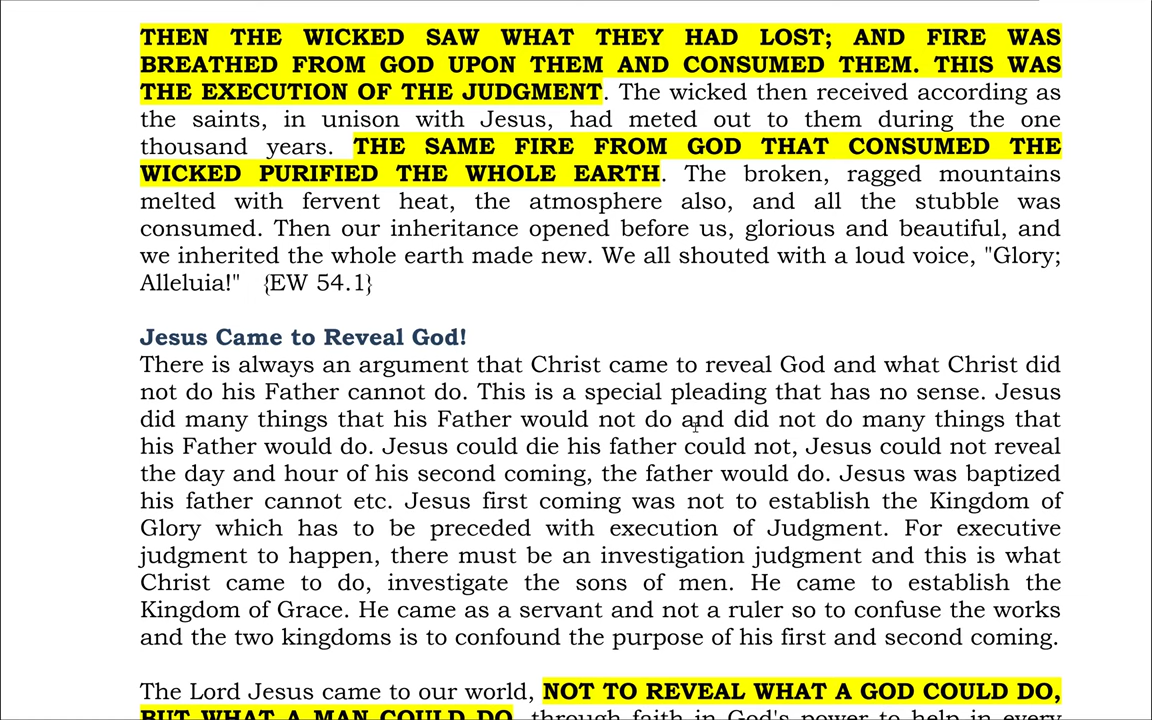 THEN THE WICKED SAW WHAT THEY HAD LOST; AND FIRE WAS
BREATHED FROM GOD UPON THEM AND CONSUMED THEM. THIS WAS
THE EXECUTION OF THE JUDGMENT. The wicked then received according as
the saints, in unison with Jesus, had meted out to them during the one
thousand years. THE SAME FIRE FROM GOD THAT CONSUMED THE
WICKED PURIFIED THE WHOLE EARTH. The broken, ragged mountains
melted with fervent heat, the atmosphere also, and all the stubble was
consumed. Then our inheritance opened before us, glorious and beautiful, and
we inherited the whole earth made new. We all shouted with a loud voice, "Glory;
Alleluia!" {EW 54.1}
Jesus Came to Reveal God!
There is always an argument that Christ came to reveal God and what Christ did
not do his Father cannot do. This is a special pleading that has no sense. Jesus
did many things that his Father would not do and did not do many things that
his Father would do. Jesus could die his father could not, Jesus could not reveal
the day and hour of his second coming, the father would do. Jesus was baptized
his father cannot etc. Jesus first coming was not to establish the Kingdom of
Glory which has to be preceded with execution of Judgment. For executive
judgment to happen, there must be an investigation judgment and this is what
Christ came to do, investigate the sons of men. He came to establish the
Kingdom of Grace. He came as a servant and not a ruler so to confuse the works
and the two kingdoms is to confound the purpose of his first and second coming.
The Lord Jesus came to our world, NOT TO REVEAL WHAT A GOD COULD DO,
BUT WHAT A MAN COULD DO, through faith in God's power to help in every